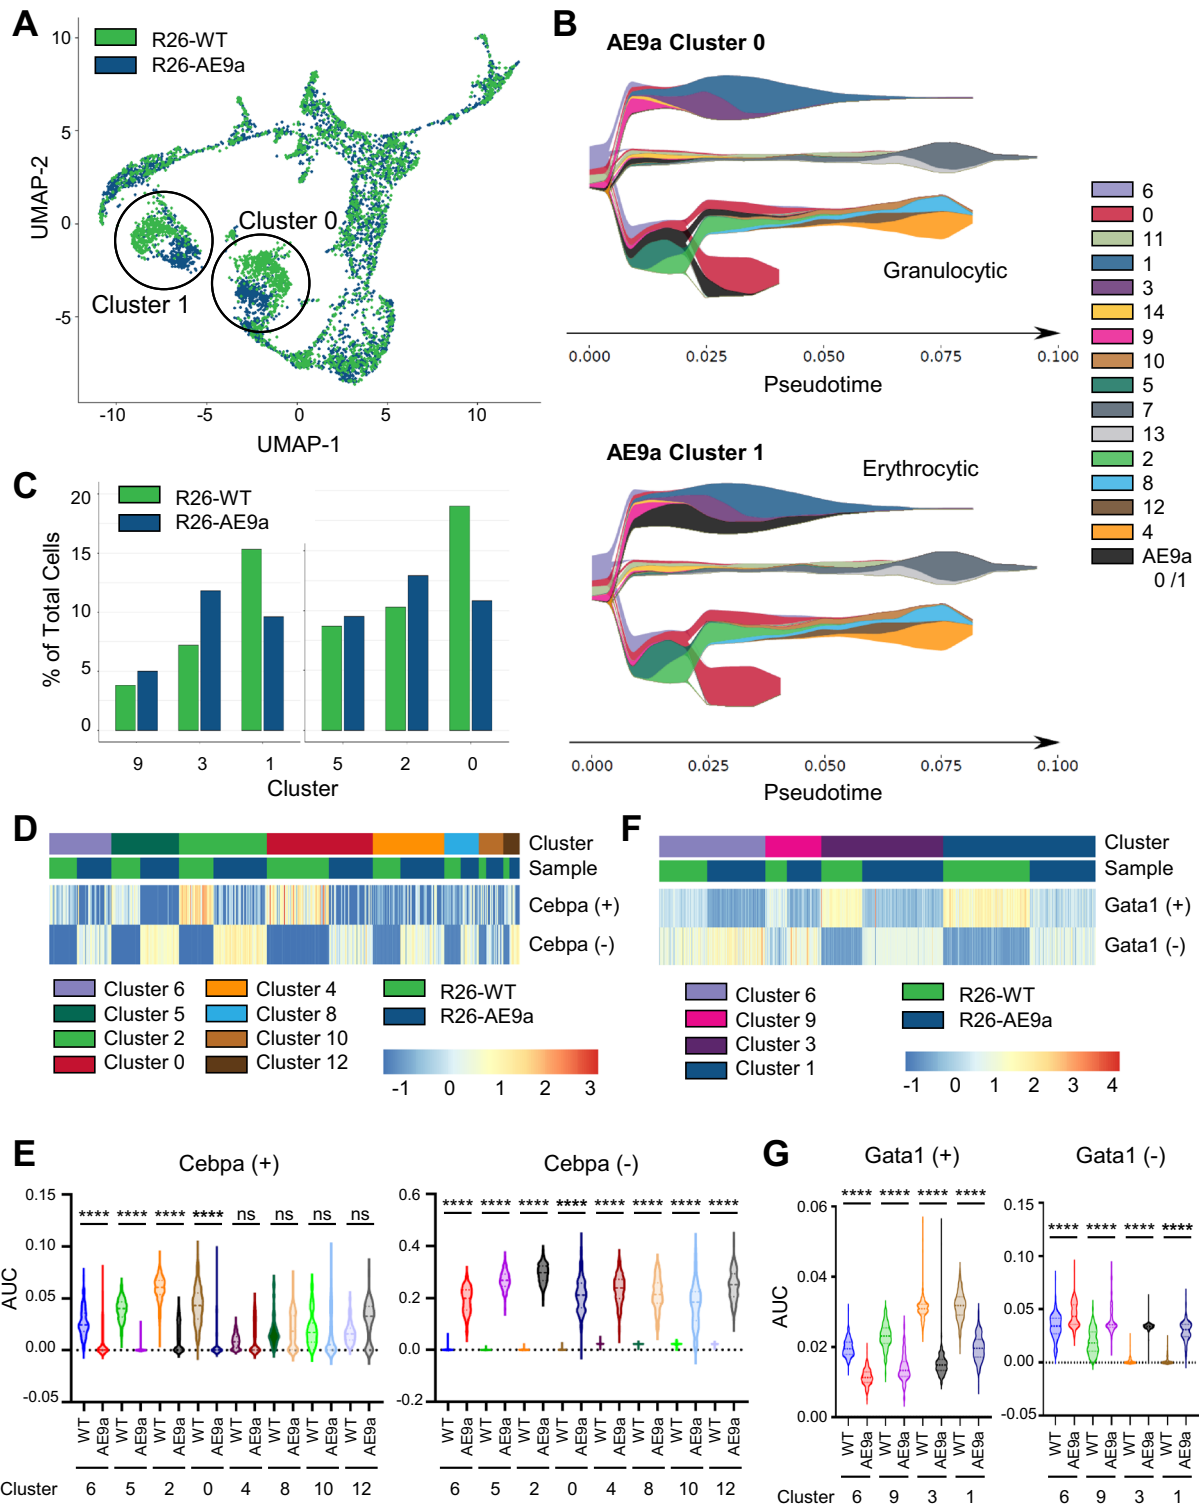 A
R26-WT
R26-AE9a
10
5
0
-5
UMAP-2
Cluster 0
Cluster 1
-10
-5
0
5
10
UMAP-1
B
AE9a Cluster 0
Granulocytic
0.000
0.025
0.050
0.075
0.100
Pseudotime
AE9a Cluster 1
Erythrocytic
0.000
0.025
0.050
0.075
0.100
Pseudotime
6
0
11
1
3
14
9
10
5
7
13
2
8
12
4
AE9a
0 /1
C
R26-WT
R26-AE9a
20
15
10
5
0
% of Total Cells
9
3
1
5
2
0
Cluster
D
Cluster
Sample
Cebpa (+)
Cebpa (-)
Cluster 6
Cluster 5
Cluster 2
Cluster 0
Cluster 4
Cluster 8
Cluster 10
Cluster 12
R26-WT
R26-AE9a
-1 0 1 2 3
F
Cluster
Sample
Gata1 (+)
Gata1 (-)
Cluster 6
Cluster 9
Cluster 3
Cluster 1
R26-WT
R26-AE9a
-1 0 1 2 3 4
E
Cebpa (+)
0.15
0.10
0.05
0.00
-0.05
AUC
**** **** **** **** ns ns ns ns
WT AE9a WT AE9a WT AE9a WT AE9a WT AE9a WT AE9a WT AE9a WT AE9a
Cluster 6 5 2 0 4 8 10 12
Cebpa (-)
0.6
0.4
0.2
0.0
-0.2
**** **** **** **** **** **** **** ****
WT AE9a WT AE9a WT AE9a WT AE9a WT AE9a WT AE9a WT AE9a WT AE9a
6 5 2 0 4 8 10 12
G
Gata1 (+)
0.06
0.04
0.02
0.00
AUC
**** **** **** ****
WT AE9a WT AE9a WT AE9a WT AE9a
Cluster 6 9 3 1
Gata1 (-)
0.15
0.10
0.05
0.00
-0.05
**** **** **** ****
WT AE9a WT AE9a WT AE9a WT AE9a
6 9 3 1